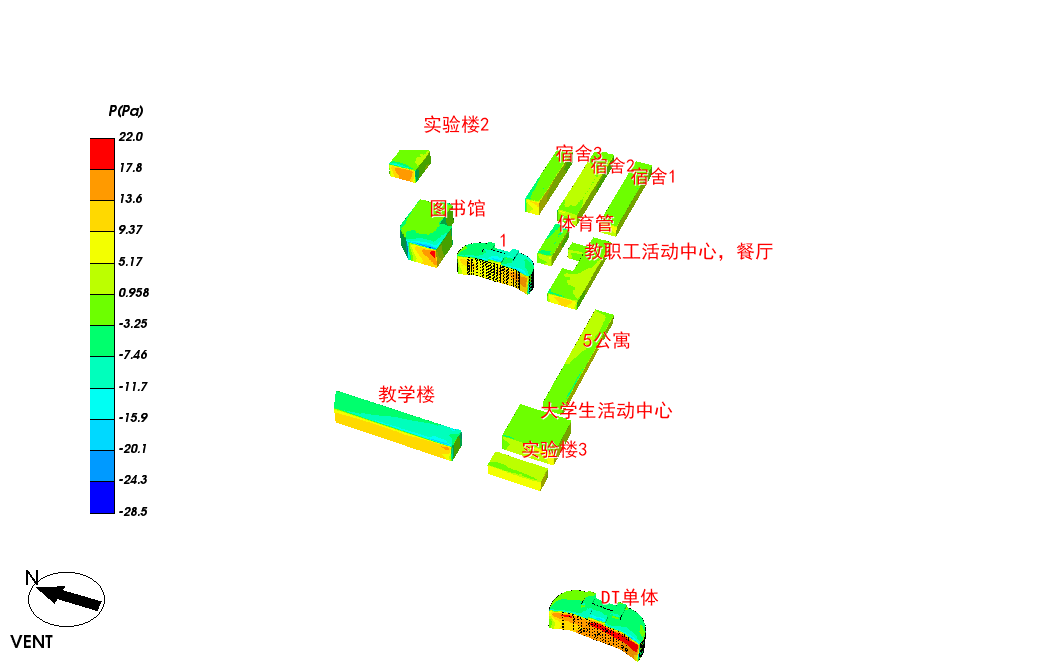 P(Pa)
22.0
17.8
13.6
9.37
5.17
0.958
-3.25
-7.46
-11.7
-15.9
-20.1
-24.3
-28.5
实验楼2
宿舍3
宿舍2
宿舍1
图书馆
体育管
1
教职工活动中心，餐厅
5公寓
教学楼
大学生活动中心
实验楼3
DT单体
N
VENT